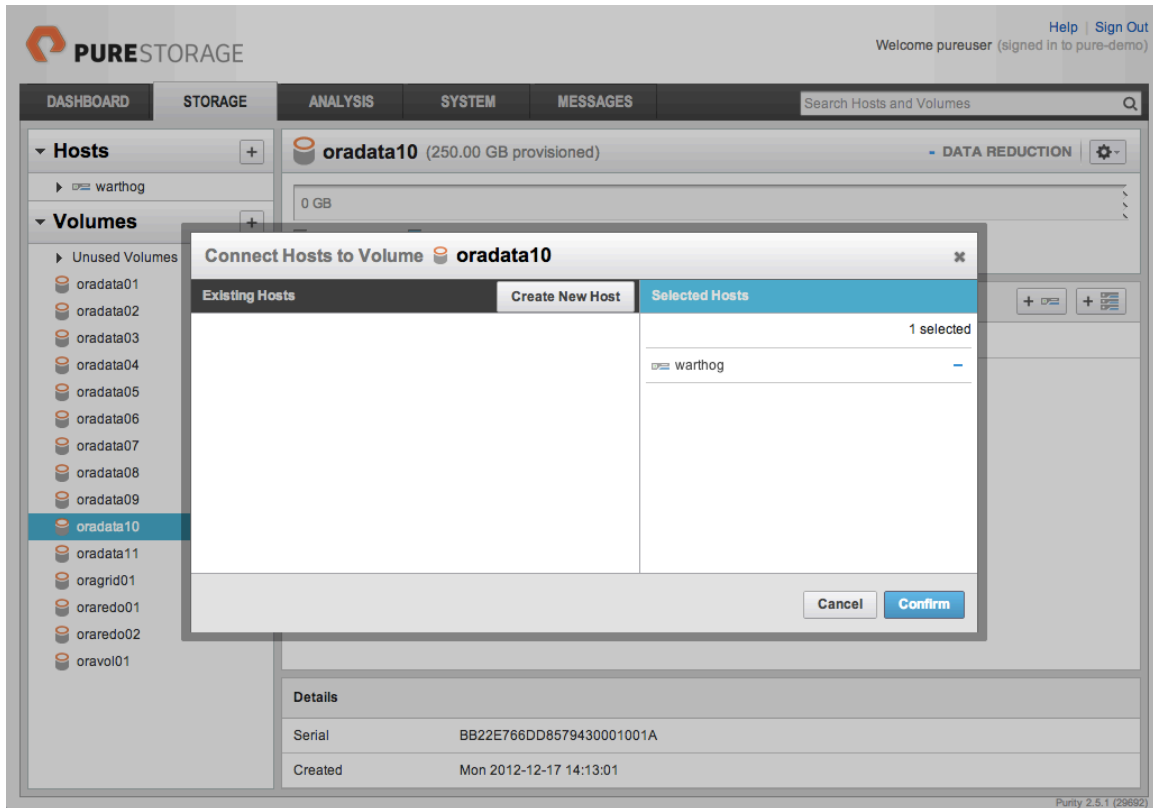 Help | Sign Out
PURESTORAGE
Welcome pureuser (signed in to pure-demo)
DASHBOARD STORAGE ANALYSIS SYSTEM MESSAGES Search Hosts and Volumes
Hosts +
warthog
Volumes +
Unused Volumes
oradata01
oradata02
oradata03
oradata04
oradata05
oradata06
oradata07
oradata08
oradata09
oradata10
oradata11
oragrid01
oraredo01
oraredo02
oravol01
oradata10 (250.00 GB provisioned) - DATA REDUCTION
0 GB
+ +
Connect Hosts to Volume oradata10
Existing Hosts Create New Host Selected Hosts
1 selected
warthog
Cancel Confirm
Details
Serial BB22E766DD8579430001001A
Created Mon 2012-12-17 14:13:01
Purity 2.5.1 (29692)